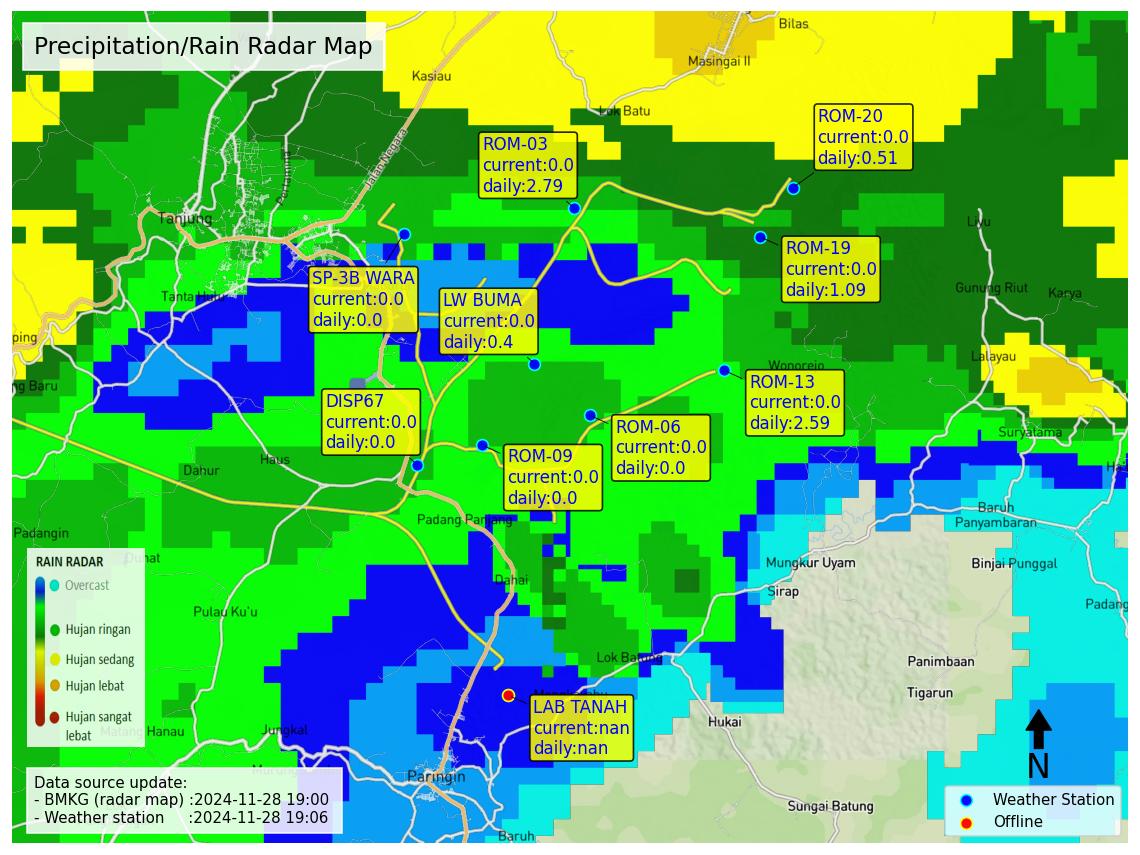 Precipitation/Rain Radar Map
Bilas
Masingai II
Kasiau
Lok Batu
Jalan Negara
Tanjung
Tanta Hulu
ROM-20
current:0.0
daily:0.51
ROM-03
current:0.0
daily:2.79
ROM-19
current:0.0
daily:1.09
SP-3B WARA
current:0.0
daily:0.0
LW BUMA
current:0.0
daily:0.4
Liyu
Gunung Riut
Karya
Lalayau
Wonorejo
ping
ng Baru
ROM-13
current:0.0
daily:2.59
DISP67
current:0.0
daily:0.0
ROM-06
current:0.0
daily:0.0
ROM-09
current:0.0
daily:0.0
Suryatama
Ha
Haus
Dahur
Padang Panjang
Baruh
Panyambaran
Padangin
Mungkur Uyam
Binjai Punggal
Sirap
Padang
Dahai
Pulau Ku`u
RAIN RADAR
Overcast
Hujan ringan
Hujan sedang
Hujan lebat
Hujan sangat
lebat
Lok Batung
Panimbaan
Tigarun
LAB TANAH
current:nan
daily:nan
Hukai
Jungkal
Paringin
Sungai Batung
Baruh
N
Data source update:
- BMKG (radar map) :2024-11-28 19:00
- Weather station :2024-11-28 19:06
Weather Station
Offline